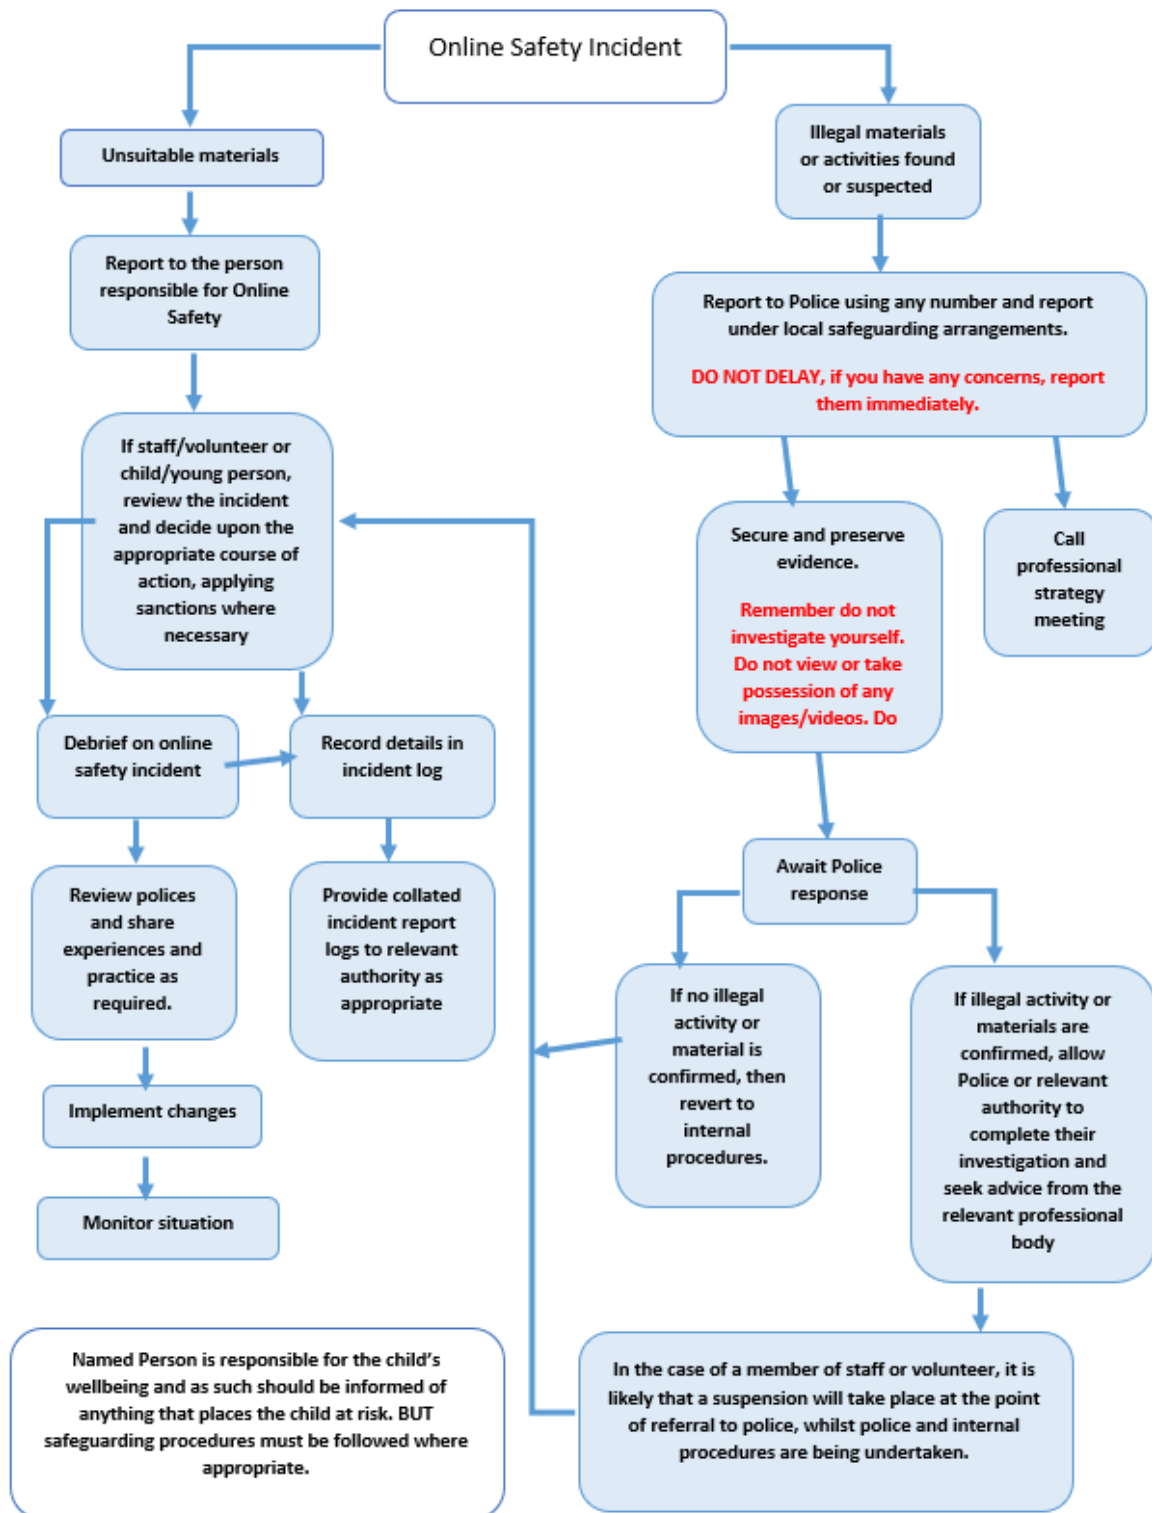 Online Safety Incident
Unsuitable materials
Illegal materials
or activities found
or suspected
Report to the person
responsible for Online
Safety
Report to Police using any number and report
under local safeguarding arrangements.
DO NOT DELAY, if you have any concerns, report
them immediately.
If staff/volunteer or
child/young person,
review the incident
and decide upon the
appropriate course of
action, applying
sanctions where
necessary
Secure and preserve
evidence.
Remember do not
investigate yourself.
Do not view or take
possession of any
images/videos. Do
Call
professional
strategy
meeting
Debrief on online
safety incident
Record details in
incident log
Await Police
response
Review polices
and share
experiences and
practice as
required.
Provide collated
incident report
logs to relevant
authority as
appropriate
If no illegal
activity or
material is
confirmed, then
revert to
internal
procedures.
If illegal activity or
materials are
confirmed, allow
Police or relevant
authority to
complete their
investigation and
seek advice from the
relevant professional
body
Implement changes
Monitor situation
Named Person is responsible for the child’s
wellbeing and as such should be informed of
anything that places the child at risk. BUT
safeguarding procedures must be followed where
appropriate.
In the case of a member of staff or volunteer, it is
likely that a suspension will take place at the point
of referral to police, whilst police and internal
procedures are being undertaken.